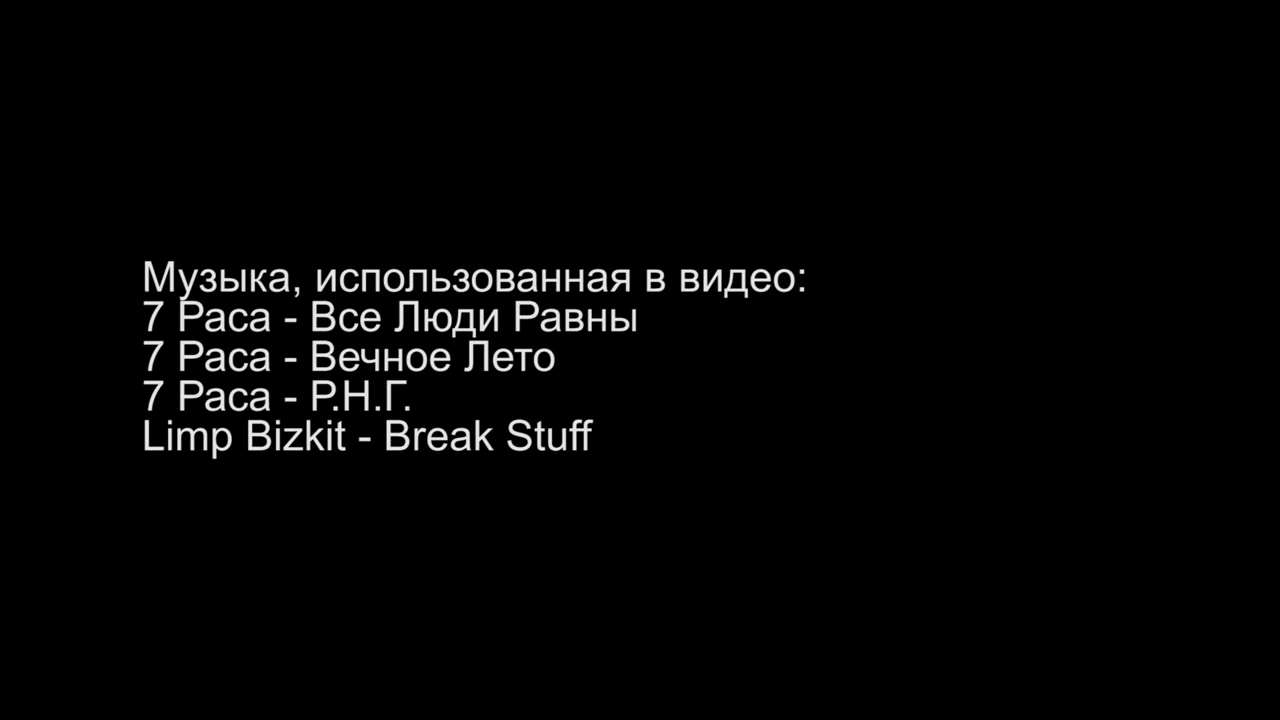 Музыка, использованная в видео:
7 Раса - Все Люди Равны
7 Раса - Вечное Лето
7 Раса - Р.Н.Г.
Limp Bizkit - Break Stuff